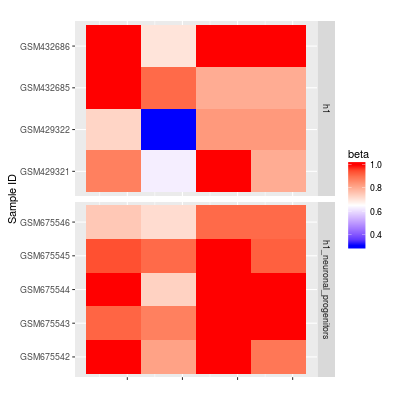 Sample ID
GSM432686
GSM432685
GSM429322
GSM429321
h1
GSM675546
GSM675545
GSM675544
GSM675543
GSM675542
h1_neuronal_progenitors
beta
1.0
0.8
0.6
0.4